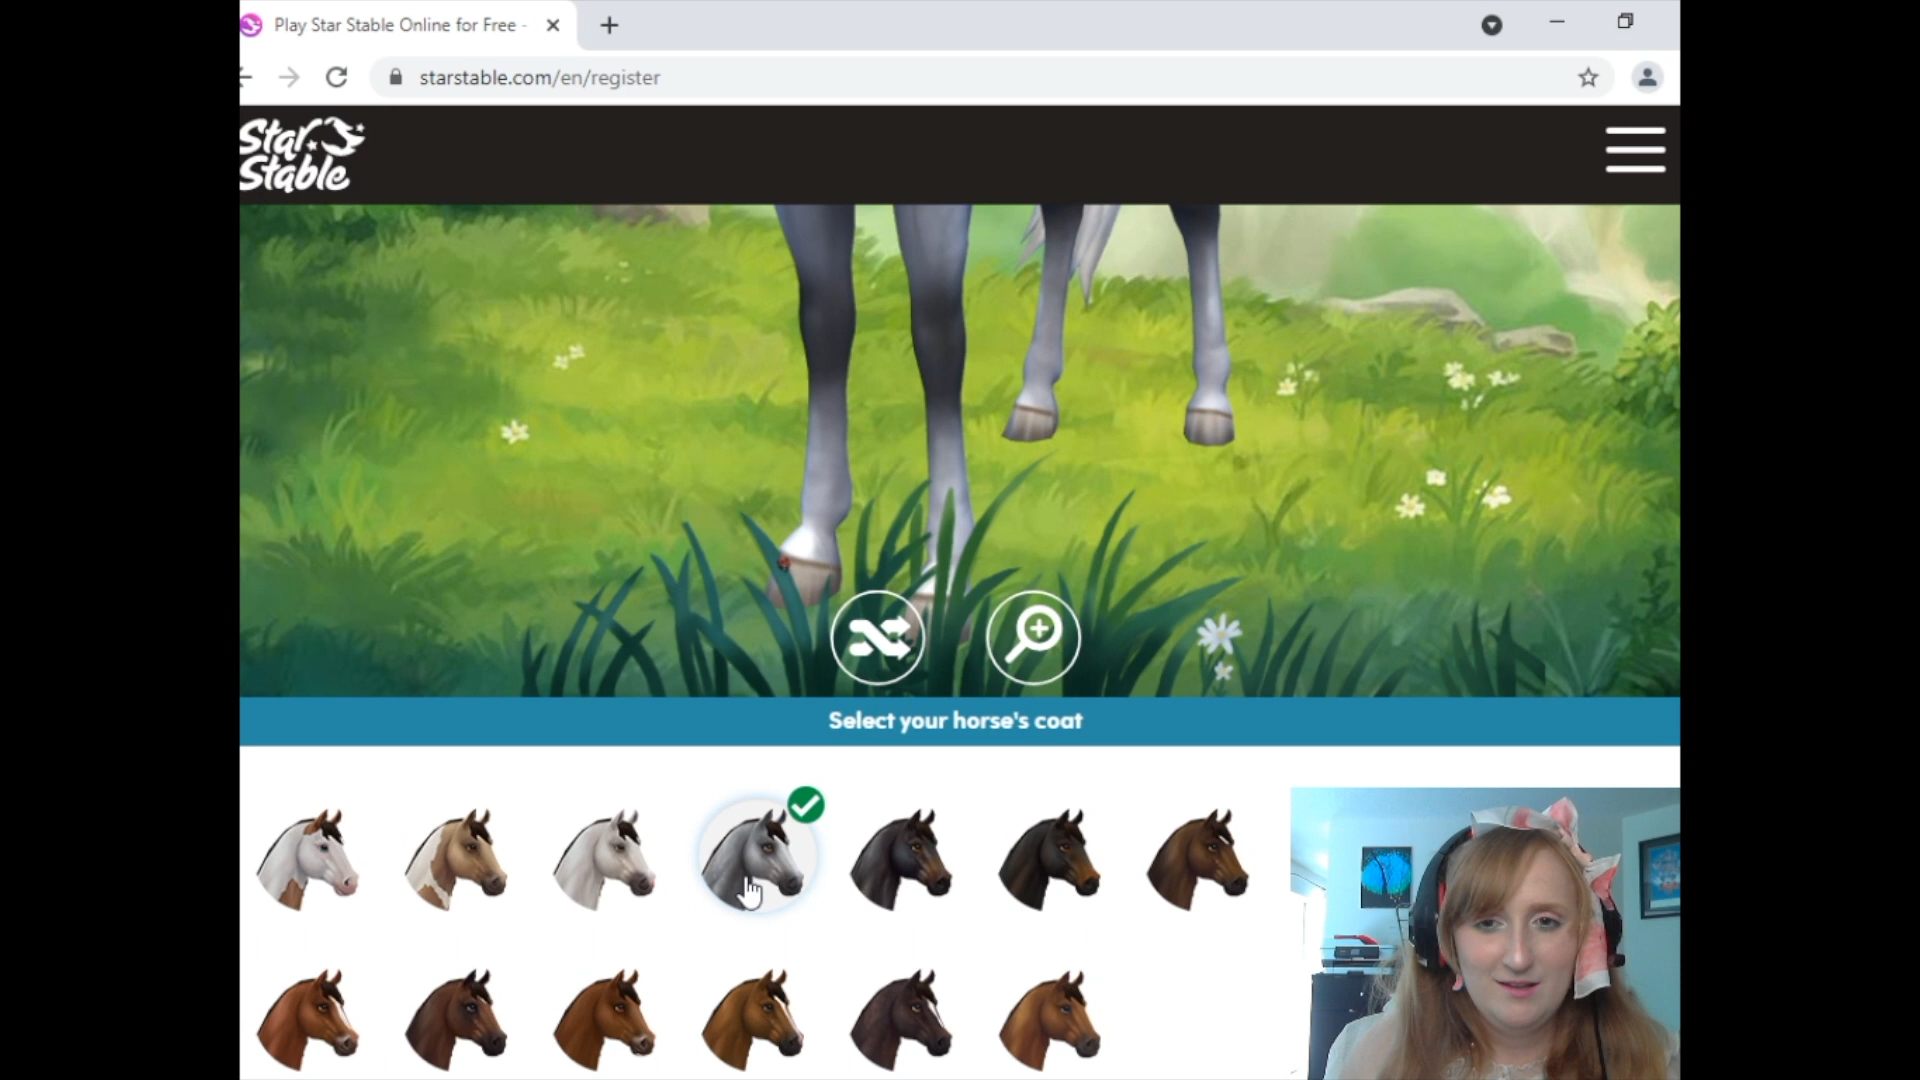 Play Star Stable Online for Free -
starstable.com/en/register
Star
Stable
Select your horse's coat